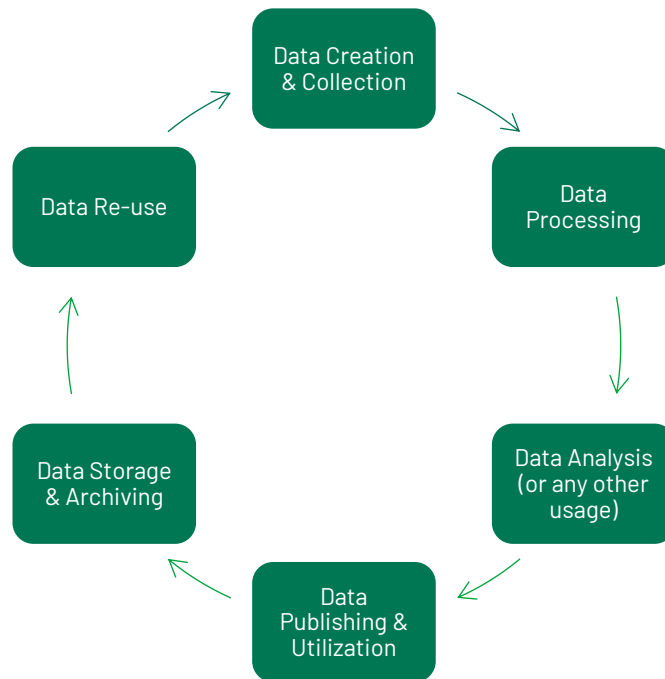 Data Creation
& Collection
Data
Processing
Data Analysis
(or any other
usage)
Data
Publishing &
Utilization
Data Storage
& Archiving
Data Re-use